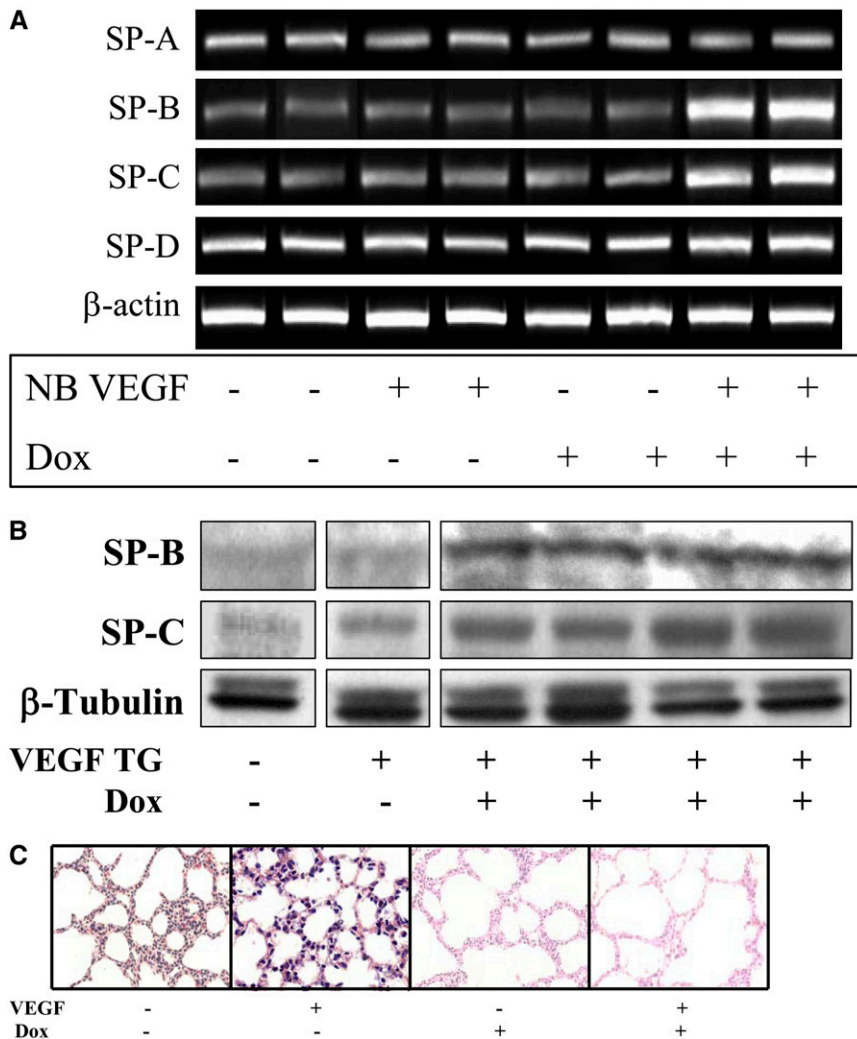 A
SP-A
SP-B
SP-C
SP-D
β-actin
NB VEGF - - + + - - + +
Dox - - - - + + + +
B
SP-B
SP-C
β-Tubulin
VEGF TG - + + + + +
Dox - - + + + +
C
VEGF - + - +
Dox - - + +